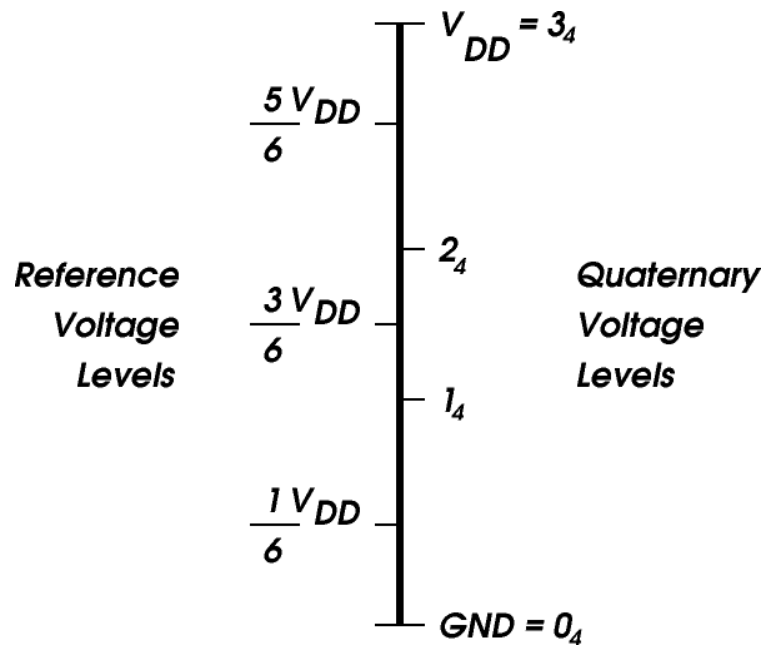 V_DD = 3_4
5 V_DD
6
2_4
Reference
Voltage
Levels
3 V_DD
6
Quaternary
Voltage
Levels
1_4
1 V_DD
6
GND = 0_4